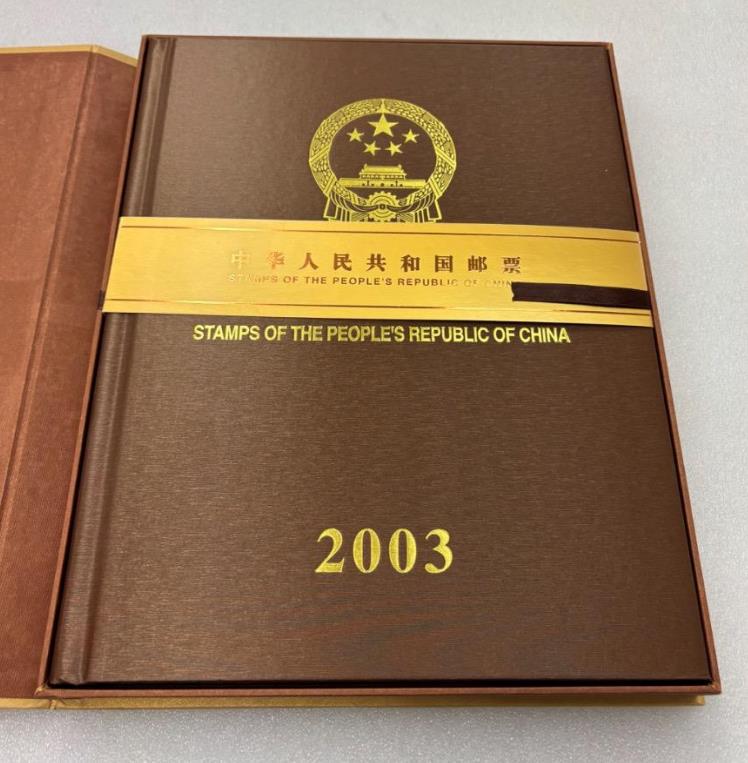 中华人民共和国邮票
STAMPS OF THE PEOPLE'S REPUBLIC OF
STAMPS OF THE PEOPLE'S REPUBLIC OF CHINA
2003